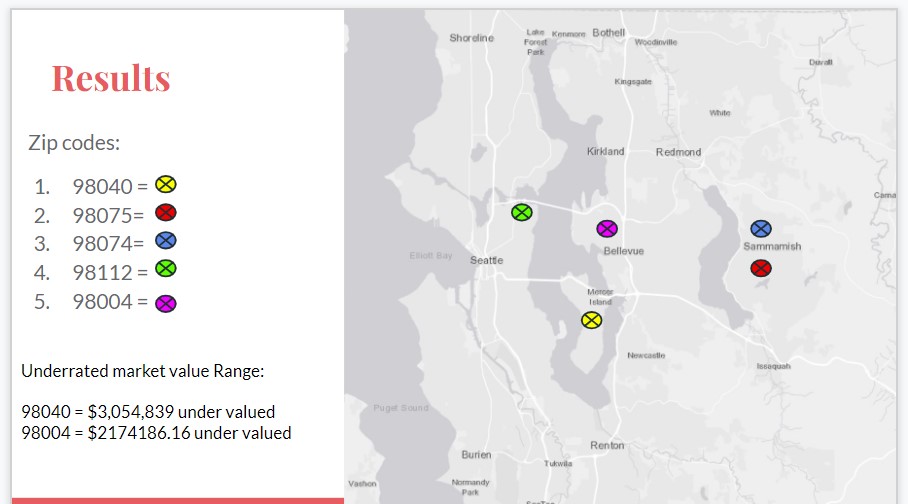 Results
Zip codes:
1. 98040 =
2. 98075=
3. 98074=
4. 98112 =
5. 98004 =
Underrated market value Range:
98040 = $3,054,839 under valued
98004 = $2174186.16 under valued
Shoreline
Lake
Forest
Park
Kenmore
Bothell
Woodinville
Duvall
Kingsgate
White
Kirkland
Redmond
Elliott Bay
Seattle
Bellevue
Sammamish
Mercer
Island
Newcastle
Issaquah
Puget Sound
Renton
Burien
Tukwila
Vashon
Normandy
Park